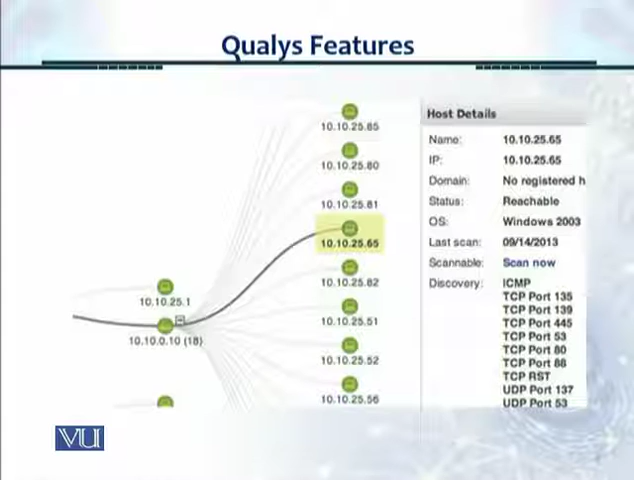 Qualys Features
10.10.25.85
10.10.25.80
10.10.25.81
10.10.25.65
10.10.25.82
10.10.25.51
10.10.25.52
10.10.25.56
10.10.25.1
10.10.0.10 (18)
Host Details
Name: 10.10.25.65
IP: 10.10.25.65
Domain: No registered h
Status: Reachable
OS: Windows 2003
Last scan: 09/14/2013
Scannable: Scan now
Discovery: ICMP
TCP Port 135
TCP Port 139
TCP Port 445
TCP Port 53
TCP Port 80
TCP Port 88
TCP RST
UDP Port 137
UDP Port 53
VU